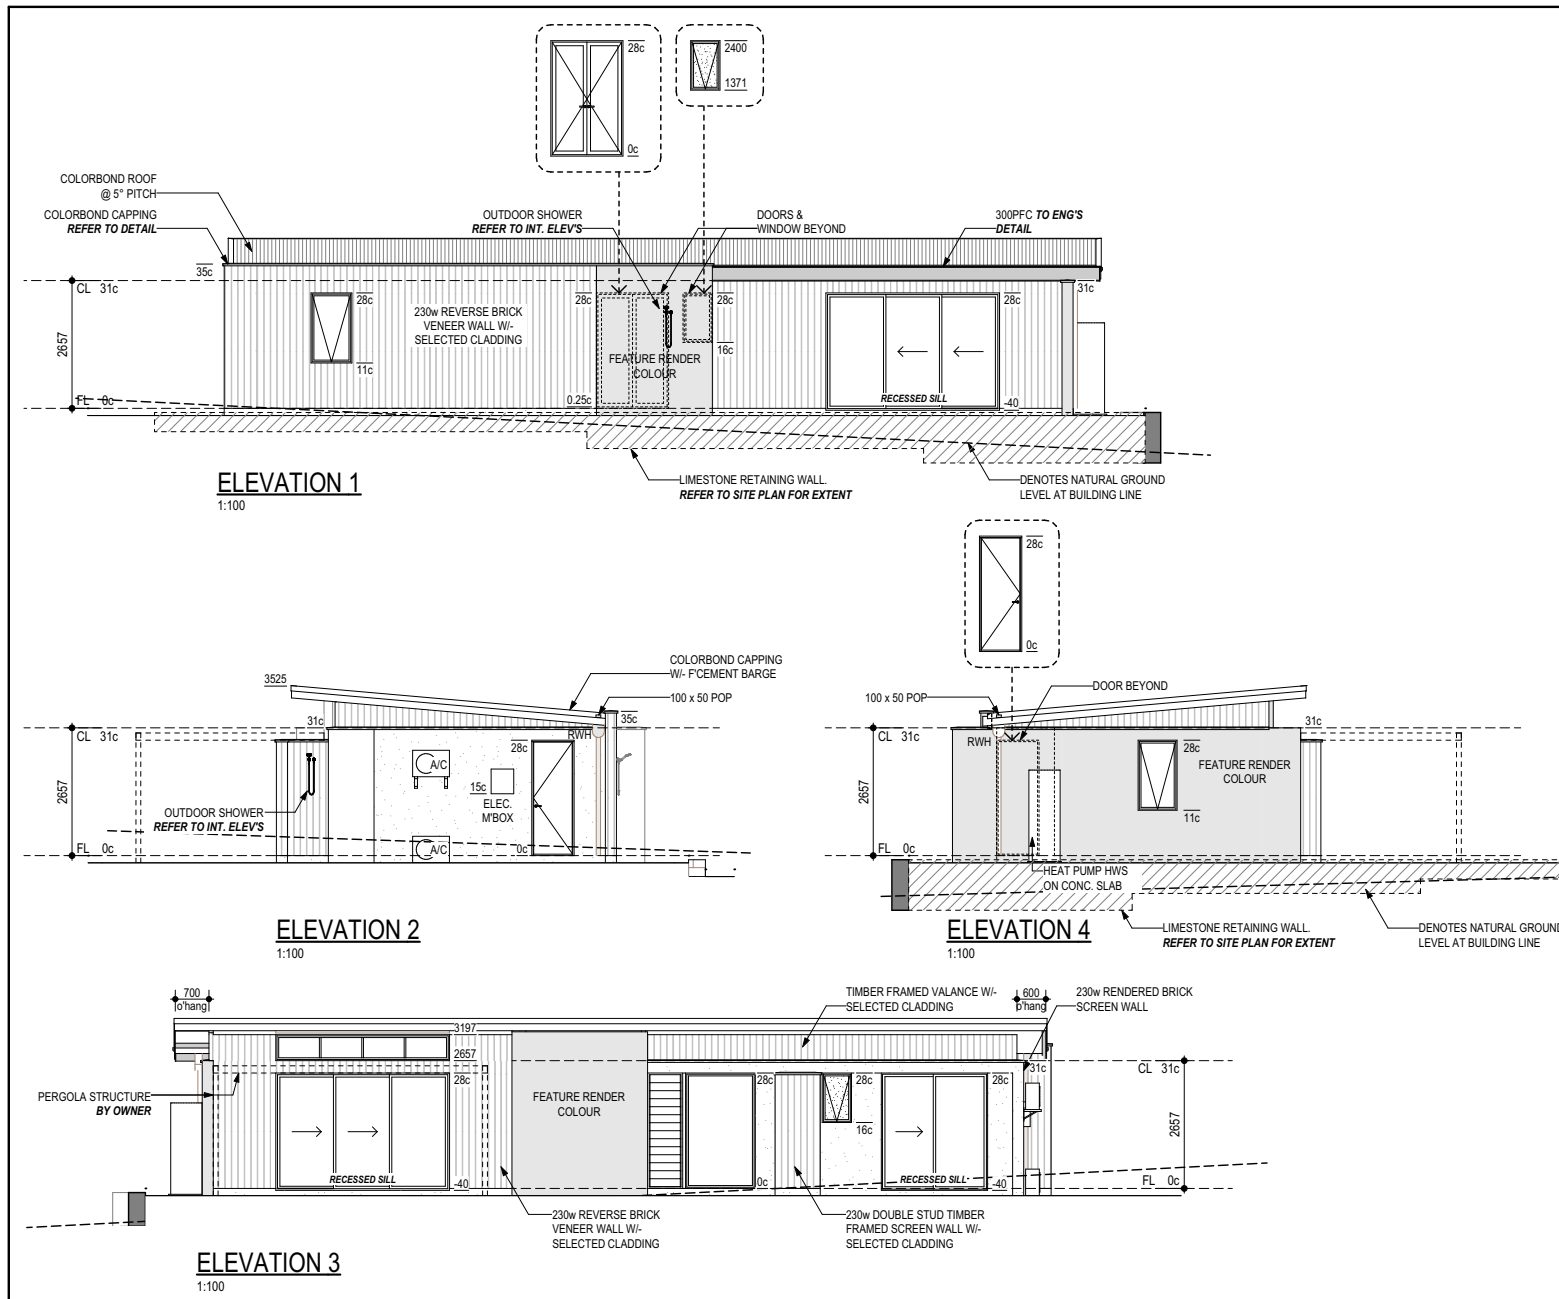 28c
0c
2400
1371
COLORBOND ROOF
@ 5° PITCH
COLORBOND CAPPING
REFER TO DETAIL
OUTDOOR SHOWER
REFER TO INT. ELEV'S
DOORS &
WINDOW BEYOND
300PFC TO ENG'S
DETAIL
35c
CL 31c
31c
28c
11c
230w REVERSE BRICK
VENEER WALL W/-
SELECTED CLADDING
28c
28c
16c
28c
2657
FEATURE RENDER
COLOUR
FL 0c
0.25c
RECESSED SILL
-40
ELEVATION 1
1:100
LIMESTONE RETAINING WALL.
REFER TO SITE PLAN FOR EXTENT
DENOTES NATURAL GROUND
LEVEL AT BUILDING LINE
3525
COLORBOND CAPPING
W/- F'CEMENT BARGE
100 x 50 POP
31c
35c
CL 31c
RWH
28c
A/C
15c
ELEC.
M'BOX
2657
OUTDOOR SHOWER
REFER TO INT. ELEV'S
FL 0c
A/C
0c
ELEVATION 2
1:100
28c
0c
100 x 50 POP
DOOR BEYOND
31c
CL 31c
RWH
28c
FEATURE RENDER
COLOUR
2657
11c
FL 0c
HEAT PUMP HWS
ON CONC. SLAB
ELEVATION 4
1:100
LIMESTONE RETAINING WALL.
REFER TO SITE PLAN FOR EXTENT
DENOTES NATURAL GROUND
LEVEL AT BUILDING LINE
700
o'hang
TIMBER FRAMED VALANCE W/-
SELECTED CLADDING
600
o'hang
230w RENDERED BRICK
SCREEN WALL
3197
2657
28c
28c
28c
28c
31c
CL 31c
PERGOLA STRUCTURE
BY OWNER
FEATURE RENDER
COLOUR
16c
2657
RECESSED SILL
-40
0c
RECESSED SILL
-40
FL 0c
230w REVERSE BRICK
VENEER WALL W/-
SELECTED CLADDING
230w DOUBLE STUD TIMBER
FRAMED SCREEN WALL W/-
SELECTED CLADDING
ELEVATION 3
1:100